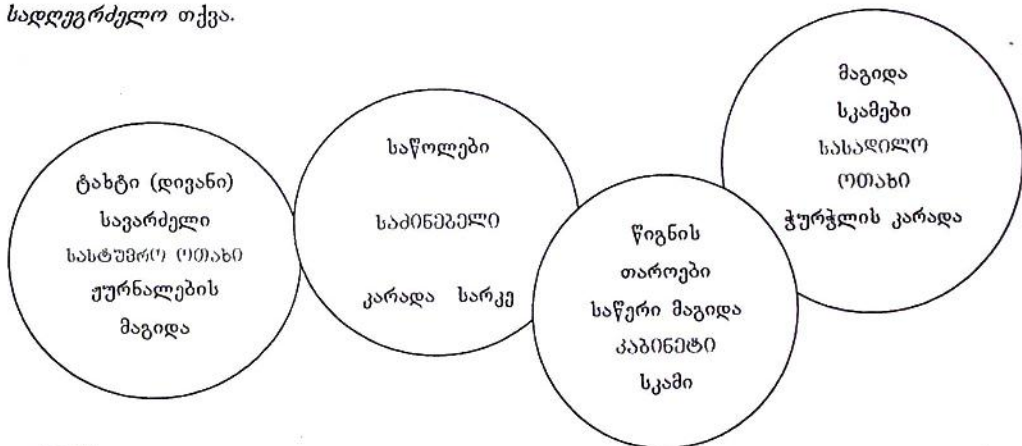 სადღეგრძელო თქვა.
ტახტი (დივანი)
სავარძელი
სასტუმრო ოთახი
ჟურნალების
მაგიდა
საწოლები
საძინებელი
კარადა სარკე
წიგნის
თაროები
საწერი მაგიდა
კაბინეტი
სკამი
მაგიდა
სკამები
სასადილო
ოთახი
ჭურჭლის კარადა